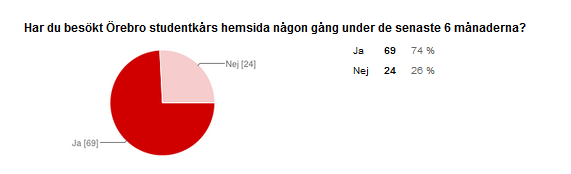 Har du besökt Örebro studentkårs hemsida någon gång under de senaste 6 månaderna?
Ja 69 74 %
Nej 24 26 %
Nej [24]
Ja [69]